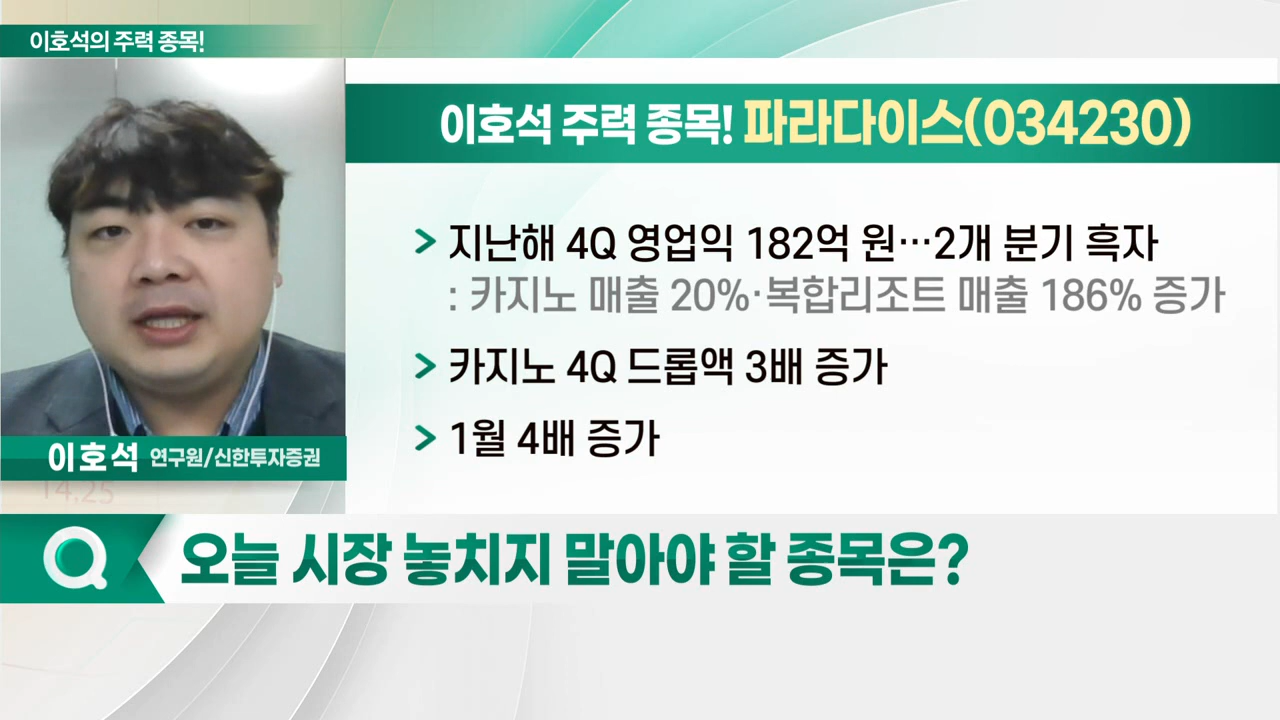 이호석의 주력 종목!
이호석 주력 종목! 파라다이스(034230)
> 지난해 4Q 영업익 182억 원…2개 분기 흑자
: 카지노 매출 20%·복합리조트 매출 186% 증가
> 카지노 4Q 드롭액 3배 증가
> 1월 4배 증가
이호석 연구원/신한투자증권
14.25
Q 오늘 시장 놓치지 말아야 할 종목은?